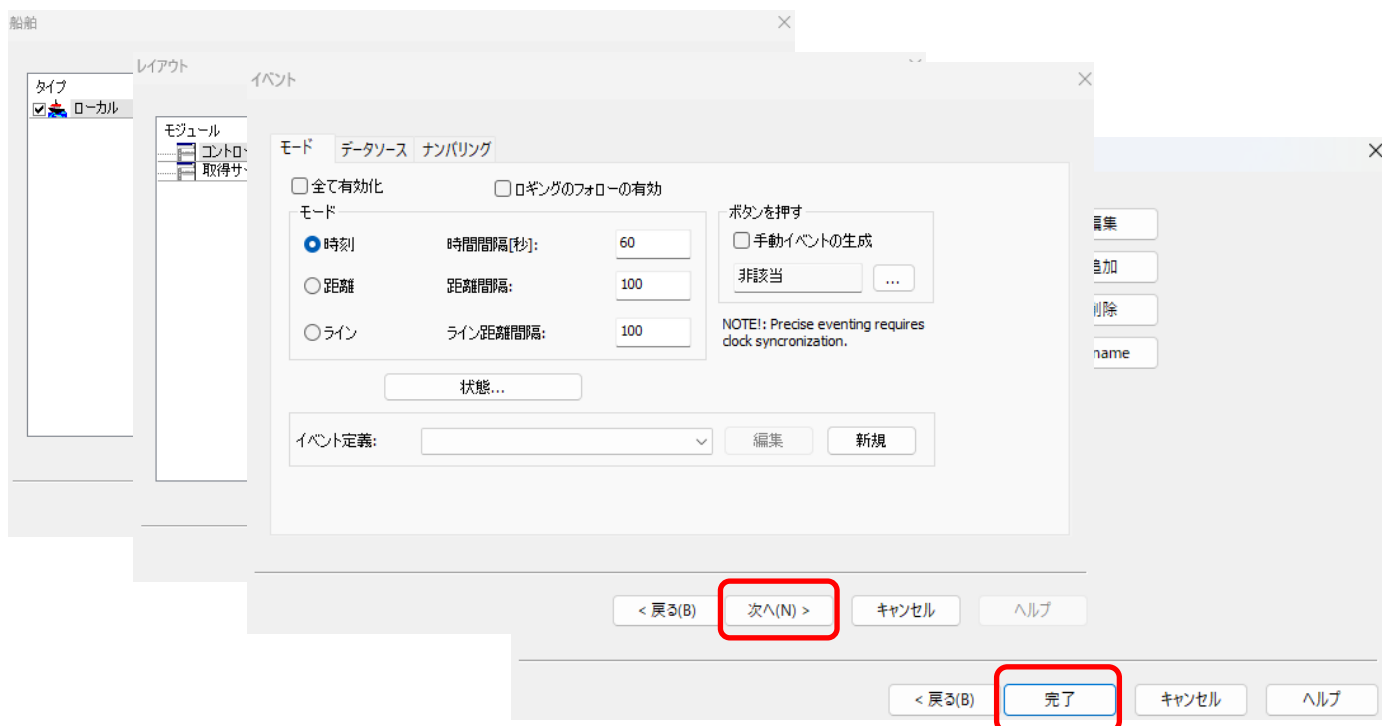 船舶
タイプ
ローカル
レイアウト
モジュール
コントロ
取得サ
イベント
モード データソース ナンバリング
全て有効化 ロギングのフォローの有効
モード
時刻 時間間隔[秒]: 60
距離 距離間隔: 100
ライン ライン距離間隔: 100
ボタンを押す
手動イベントの生成
非該当 ...
NOTE!: Precise eventing requires
clock syncronization.
状態...
イベント定義: 編集 新規
< 戻る(B) 次へ(N) > キャンセル ヘルプ
編集
追加
削除
name
< 戻る(B) 完了 キャンセル ヘルプ